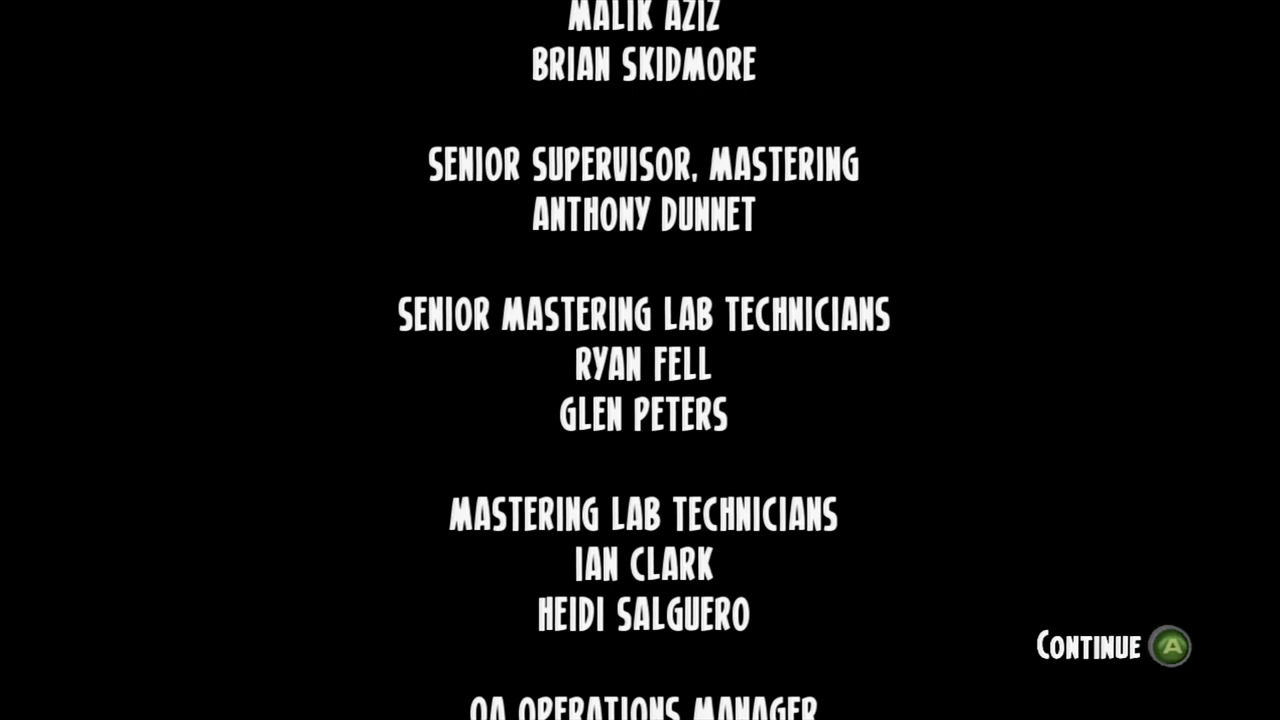 MALIK AZIZ
BRIAN SKIDMORE
SENIOR SUPERVISOR, MASTERING
ANTHONY DUNNET
SENIOR MASTERING LAB TECHNICIANS
RYAN FELL
GLEN PETERS
MASTERING LAB TECHNICIANS
IAN CLARK
HEIDI SALGUERO
CONTINUE A
QA OPERATIONS MANAGER